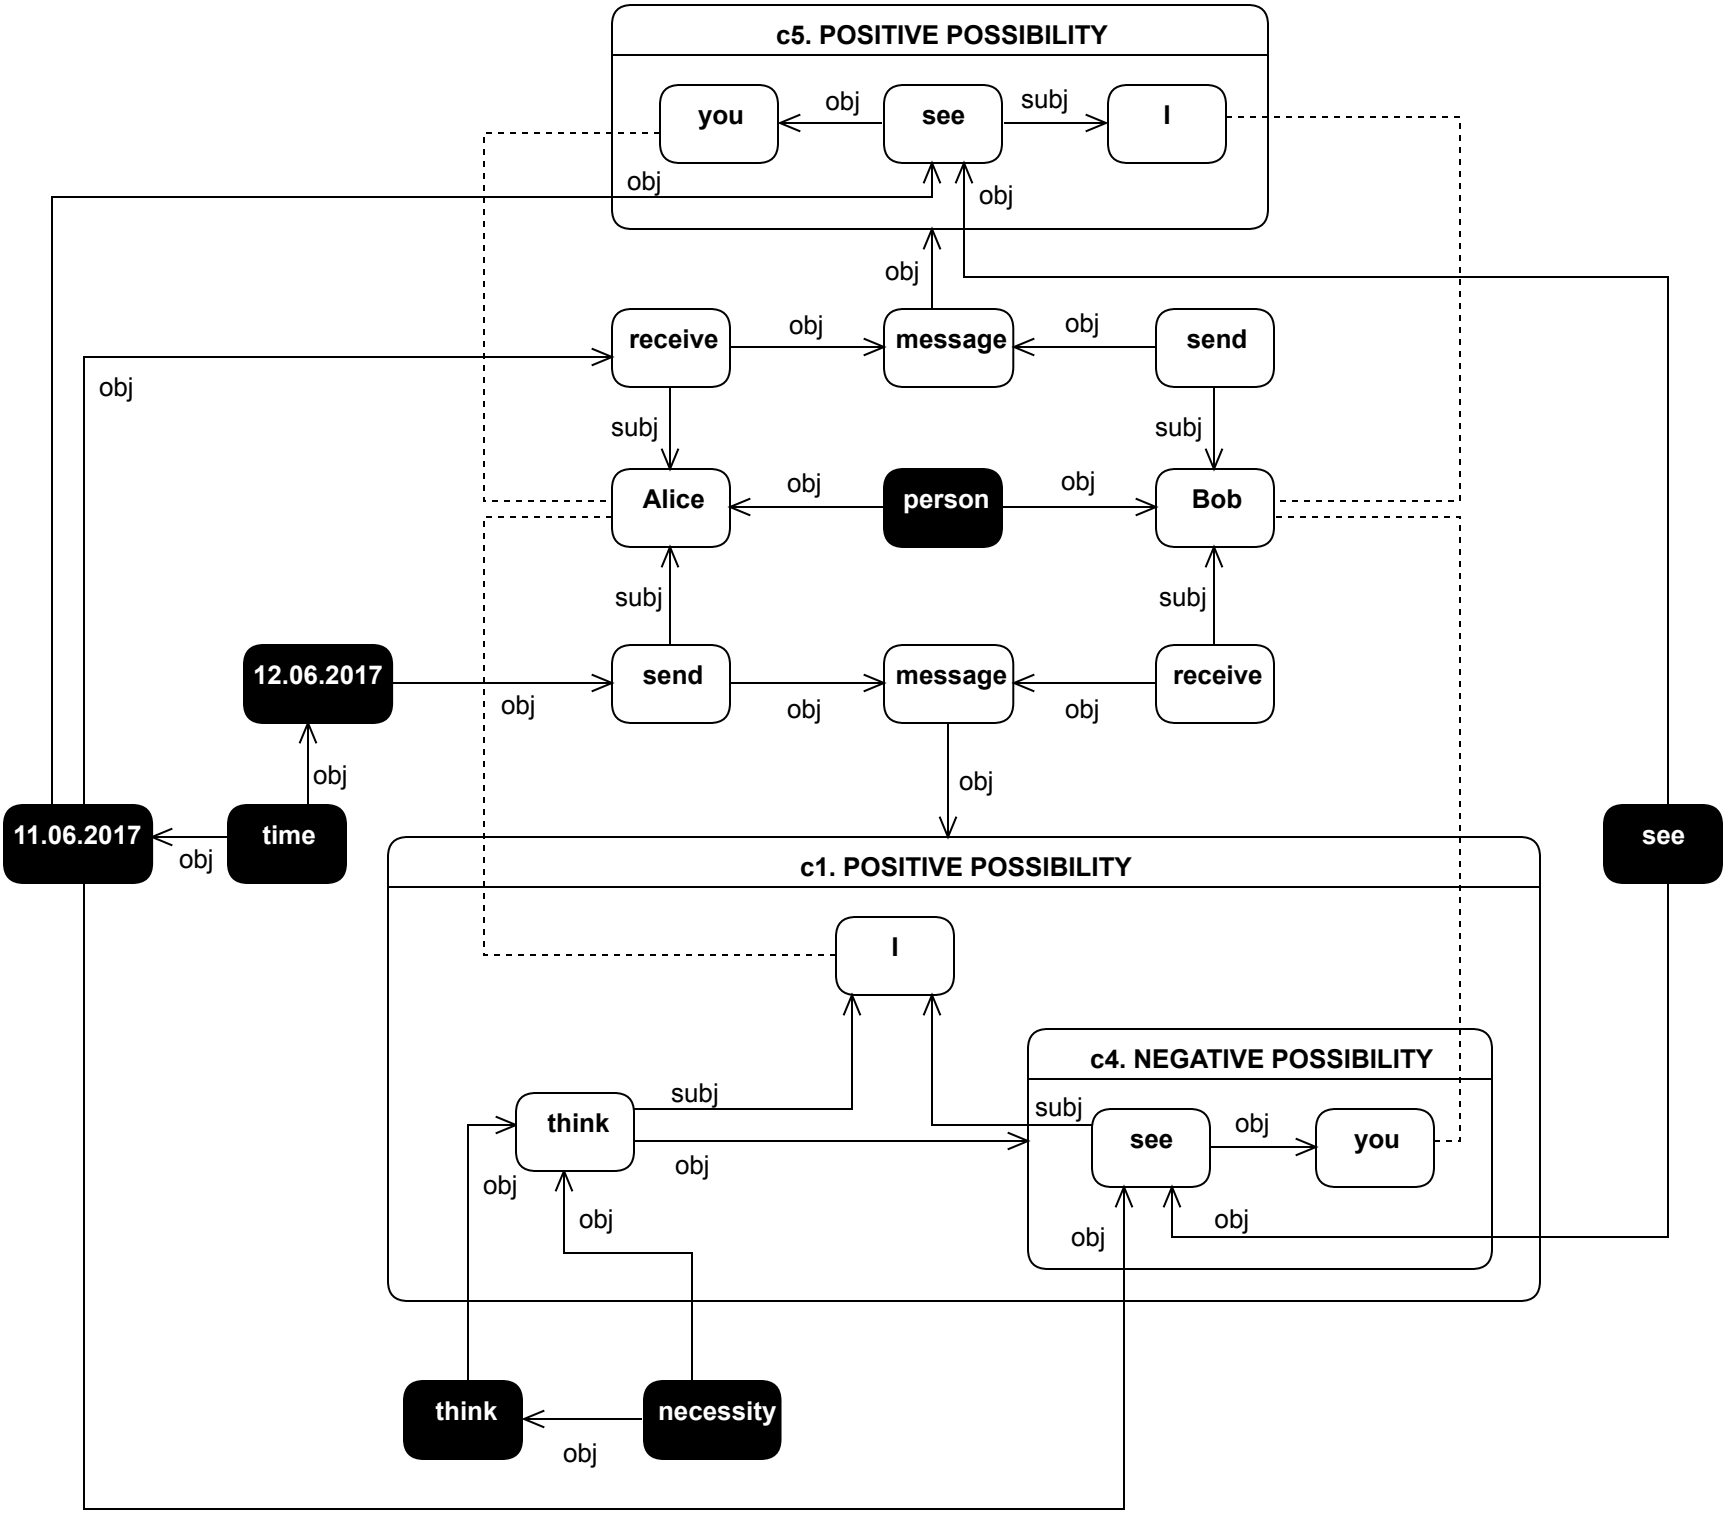 c5. POSITIVE POSSIBILITY
you
obj
see
subj
I
obj
obj
obj
receive
obj
message
obj
send
obj
subj
subj
Alice
obj
person
obj
Bob
subj
subj
12.06.2017
obj
send
obj
message
obj
receive
obj
obj
11.06.2017
obj
time
see
c1. POSITIVE POSSIBILITY
I
c4. NEGATIVE POSSIBILITY
think
subj
obj
subj
see
obj
you
obj
obj
obj
obj
think
obj
necessity